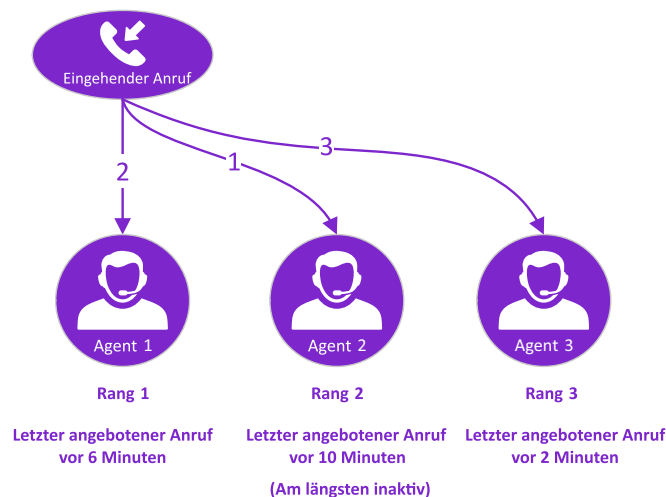 Eingehender Anruf
2
1
3
Agent 1
Agent 2
Agent 3
Rang 1
Rang 2
Rang 3
Letzter angebotener Anruf
vor 6 Minuten
Letzter angebotener Anruf
vor 10 Minuten
(Am längsten inaktiv)
Letzter angebotener Anruf
vor 2 Minuten